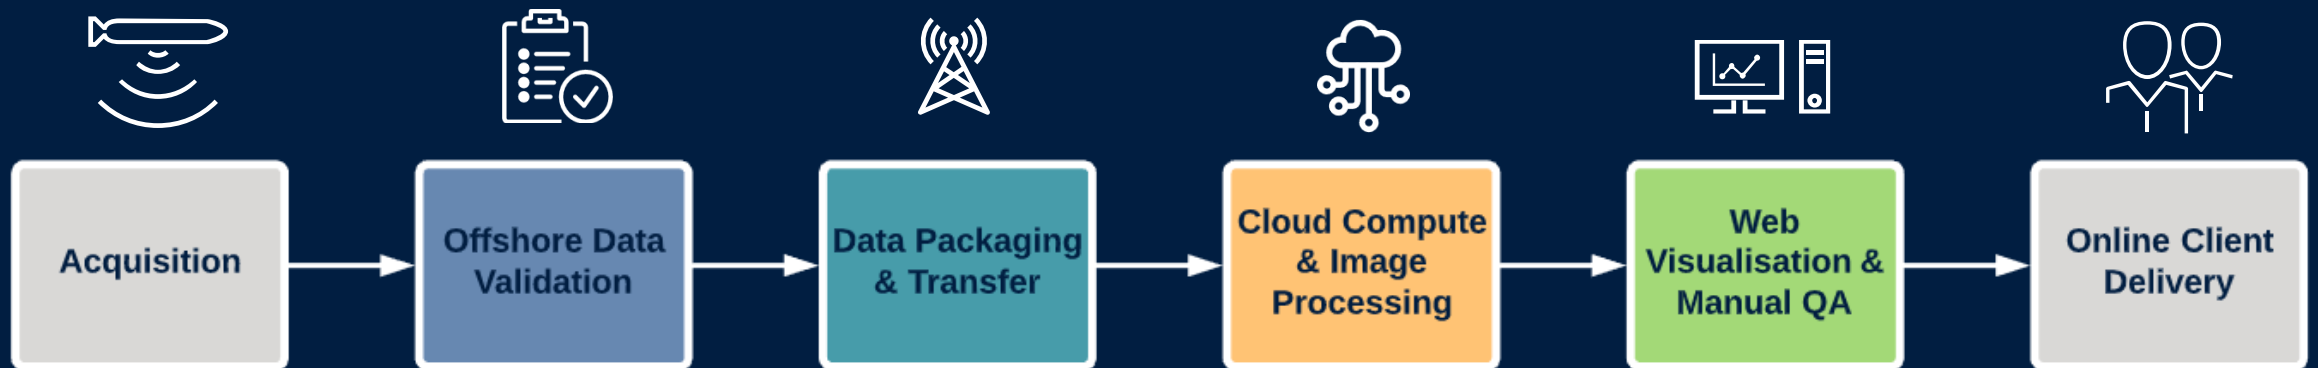 Acquisition
Offshore Data
Validation
Data Packaging
& Transfer
Cloud Compute
& Image
Processing
Web
Visualisation &
Manual QA
Online Client
Delivery